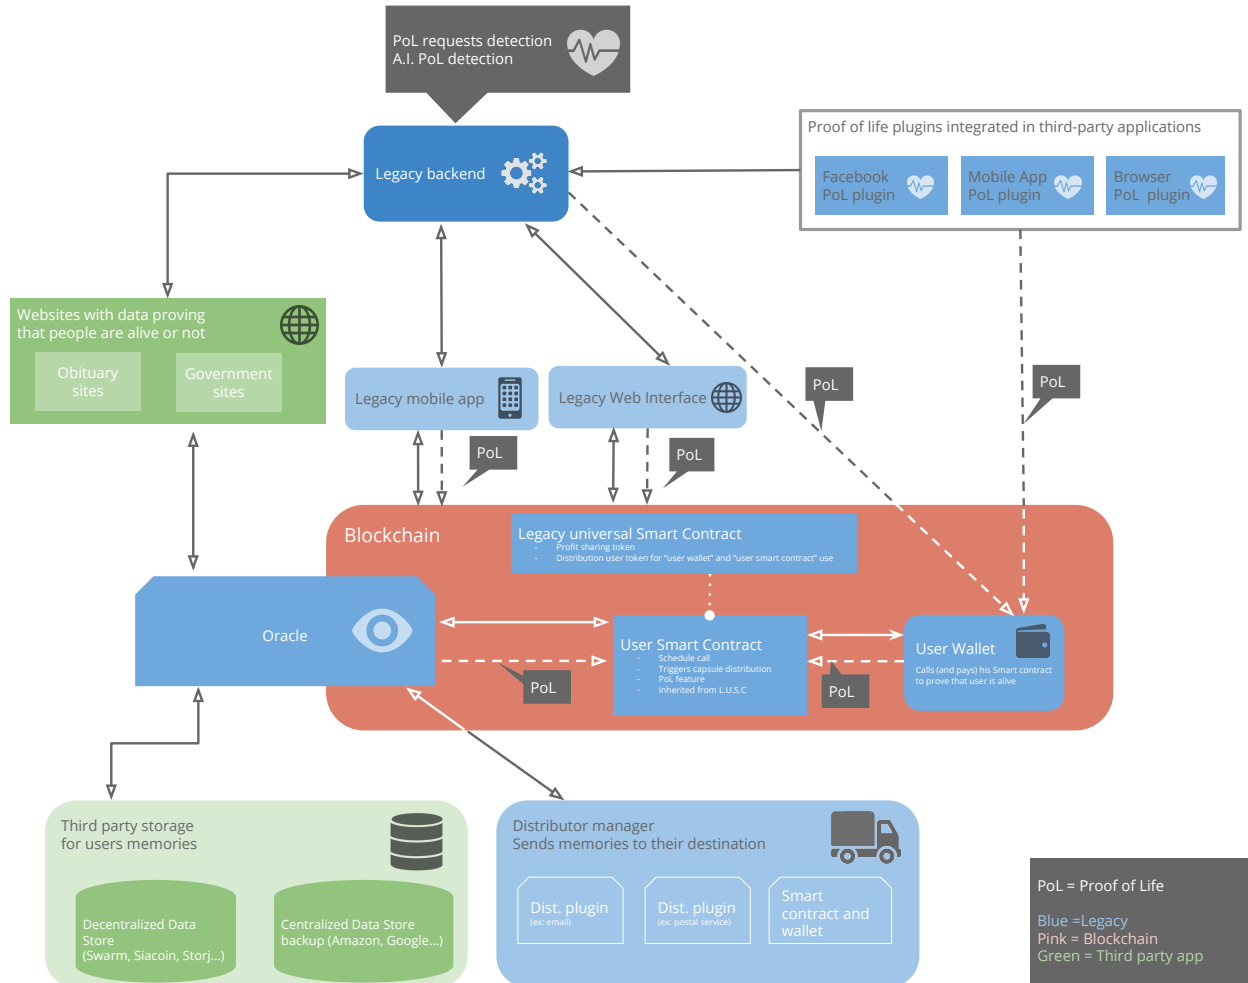 PoL requests detection
A.I. PoL detection
Legacy backend
Proof of life plugins integrated in third-party applications
Facebook
PoL plugin
Mobile App
PoL plugin
Browser
PoL plugin
Websites with data proving
that people are alive or not
Obituary
sites
Government
sites
Legacy mobile app
Legacy Web Interface
PoL
PoL
PoL
PoL
Blockchain
Legacy universal Smart Contract
- Profit sharing token
- Distribution user token for “user wallet” and “user smart contract” use
Oracle
User Smart Contract
- Schedule call
- Triggers capsule distribution
- PoL feature
- Inherited from L.U.S.C
User Wallet
Calls (and pays) his Smart contract
to prove that user is alive
PoL
PoL
Third party storage
for users memories
Decentralized Data
Store
(Swarm, Siacoin, Storj...)
Centralized Data Store
backup (Amazon, Google...)
Distributor manager
Sends memories to their destination
Dist. plugin
(ex: email)
Dist. plugin
(ex: postal service)
Smart
contract and
wallet
PoL = Proof of Life
Blue =Legacy
Pink = Blockchain
Green = Third party app